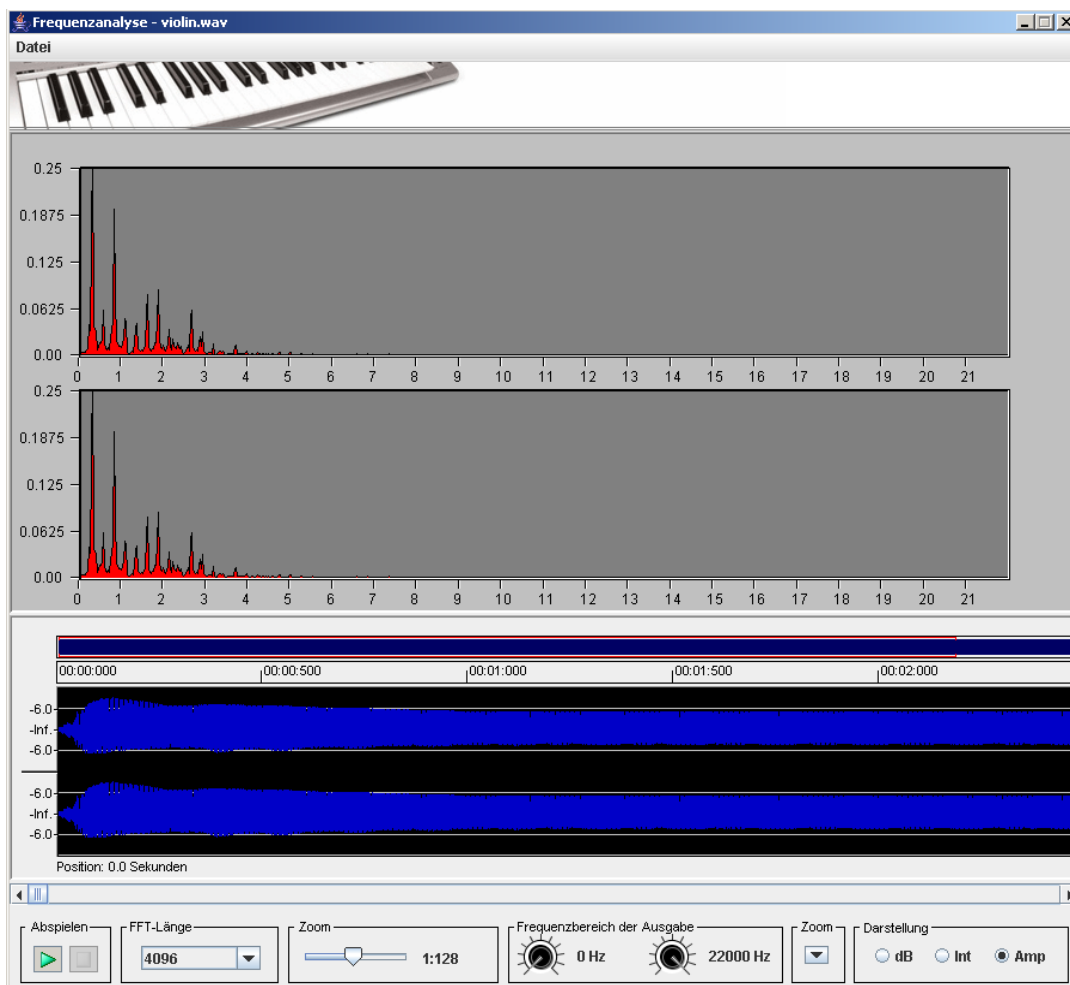 Frequenzanalyse - violin.wav
Datei
0.25
0.1875
0.125
0.0625
0.00
0 1 2 3 4 5 6 7 8 9 10 11 12 13 14 15 16 17 18 19 20 21
0.25
0.1875
0.125
0.0625
0.00
0 1 2 3 4 5 6 7 8 9 10 11 12 13 14 15 16 17 18 19 20 21
00:00:000 00:00:500 00:01:000 00:01:500 00:02:000
-6.0
-Inf.
-6.0
-6.0
-Inf.
-6.0
Position: 0.0 Sekunden
Abspielen FFT-Länge Zoom Frequenzbereich der Ausgabe Zoom Darstellung
4096 1:128 0 Hz 22000 Hz dB Int Amp